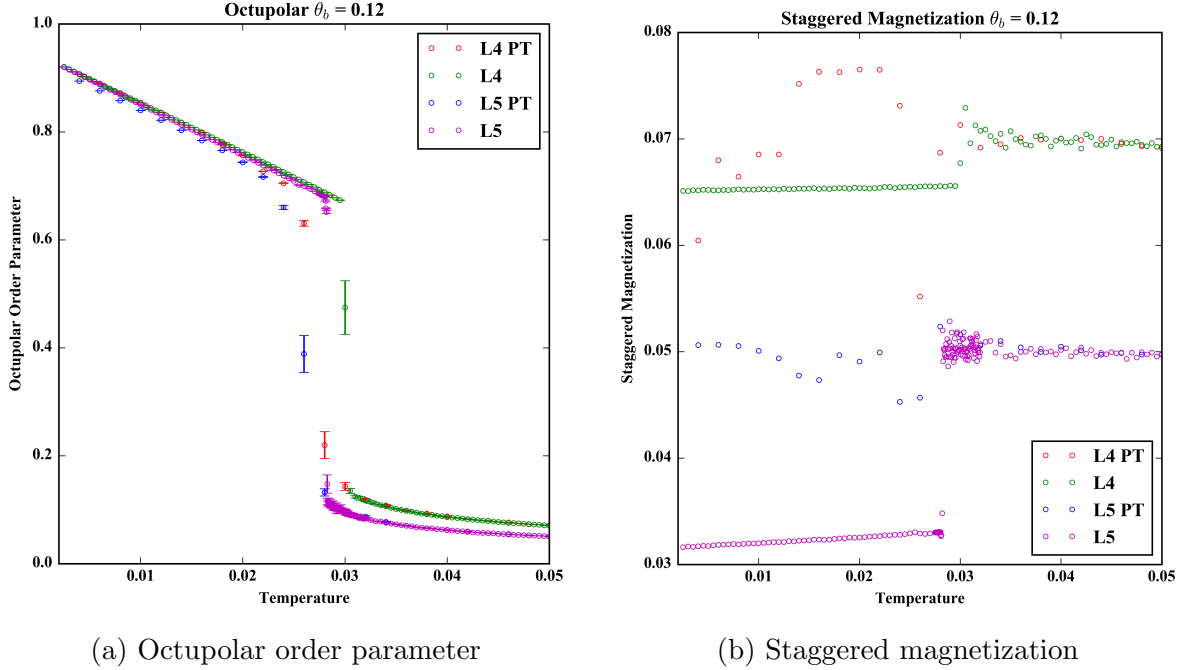 Octupolar θb = 0.12
1.0
0.8
0.6
0.4
0.2
0.0
Octupolar Order Parameter
0.01
0.02
0.03
0.04
0.05
Temperature
L4 PT
L4
L5 PT
L5
(a) Octupolar order parameter
Staggered Magnetization θb = 0.12
0.08
0.07
0.06
0.05
0.04
0.03
Staggered Magnetization
0.01
0.02
0.03
0.04
0.05
Temperature
L4 PT
L4
L5 PT
L5
(b) Staggered magnetization